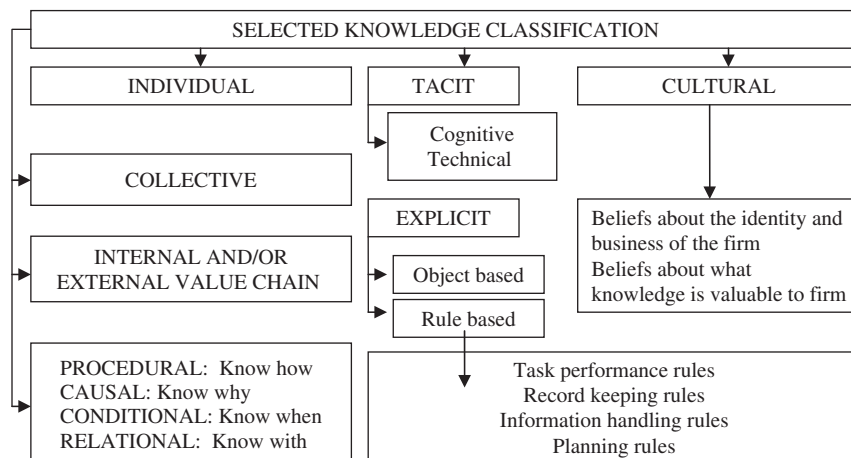 SELECTED KNOWLEDGE CLASSIFICATION
INDIVIDUAL
TACIT
CULTURAL
Cognitive
Technical
COLLECTIVE
EXPLICIT
Beliefs about the identity and
business of the firm
Beliefs about what
knowledge is valuable to firm
INTERNAL AND/OR
EXTERNAL VALUE CHAIN
Object based
Rule based
PROCEDURAL: Know how
CAUSAL: Know why
CONDITIONAL: Know when
RELATIONAL: Know with
Task performance rules
Record keeping rules
Information handling rules
Planning rules